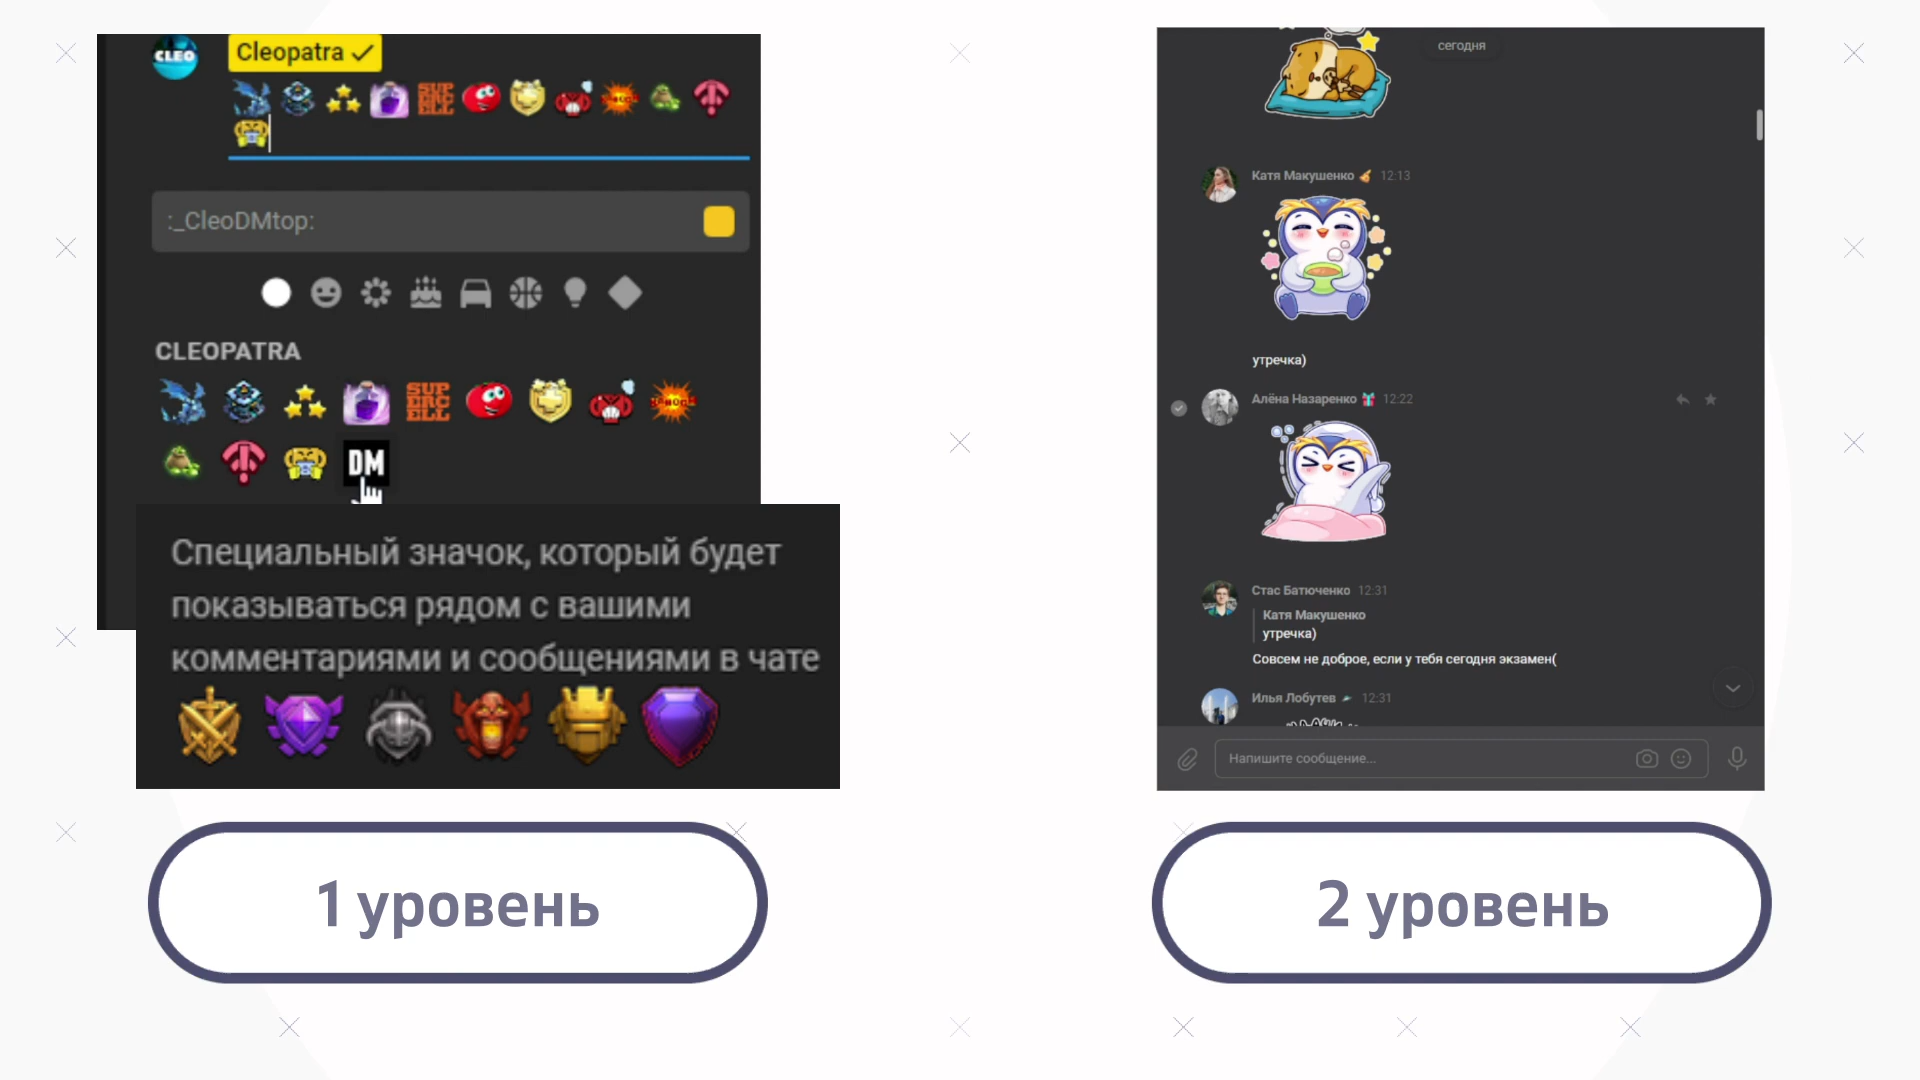 CLEO
Cleopatra
SUPERCELL
:_CleoDMtop:
CLEOPATRA
SUPERCELL
DM
Специальный значок, который будет
показываться рядом с вашими
комментариями и сообщениями в чате
1 уровень
сегодня
Катя Макушенко 12:13
утречка)
Алёна Назаренко 12:22
Стас Батюченко 12:31
Катя Макушенко
утречка)
Совсем не доброе, если у тебя сегодня экзамен(
Илья Лобутев 12:31
Напишите сообщение...
2 уровень